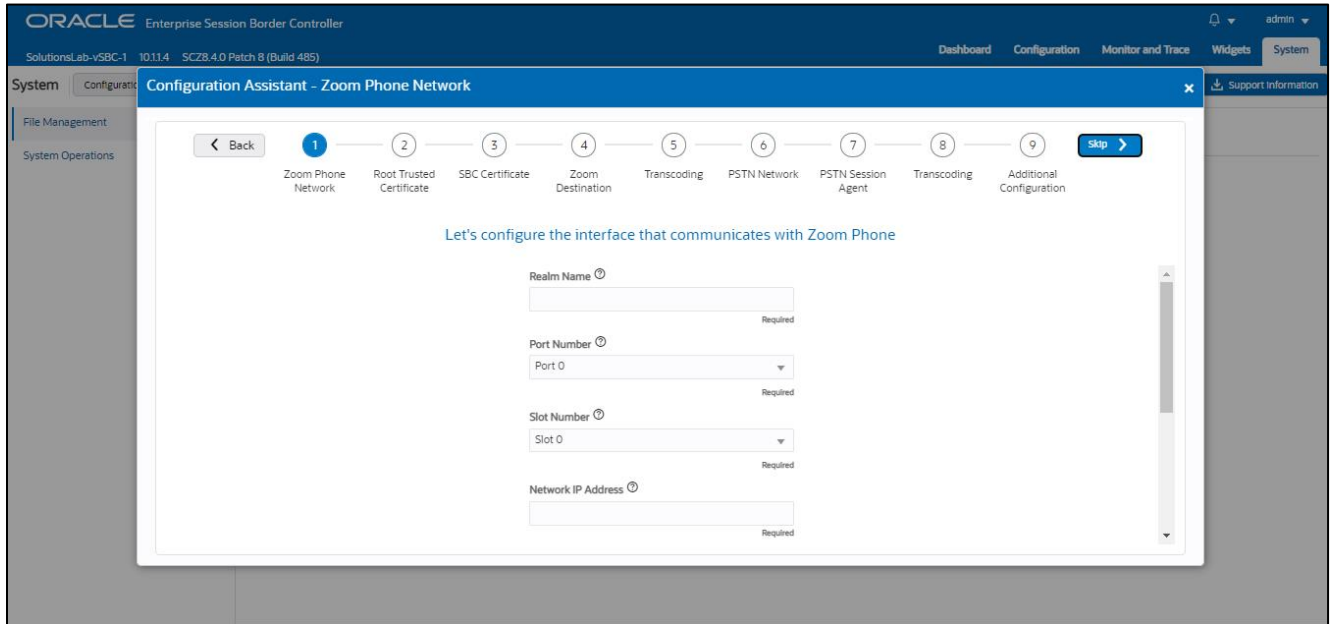 ORACLE Enterprise Session Border Controller
admin
SolutionsLab-vSBC-1 10.1.1.4 SCZ8.4.0 Patch 8 (Build 485)
Dashboard Configuration Monitor and Trace Widgets System
System Configuratio
Support Information
Configuration Assistant - Zoom Phone Network
File Management
System Operations
Back
1 2 3 4 5 6 7 8 9
Skip
Zoom Phone Network
Root Trusted Certificate
SBC Certificate
Zoom Destination
Transcoding
PSTN Network
PSTN Session Agent
Transcoding
Additional Configuration
Let's configure the interface that communicates with Zoom Phone
Realm Name
Required
Port Number
Port 0
Required
Slot Number
Slot 0
Required
Network IP Address
Required